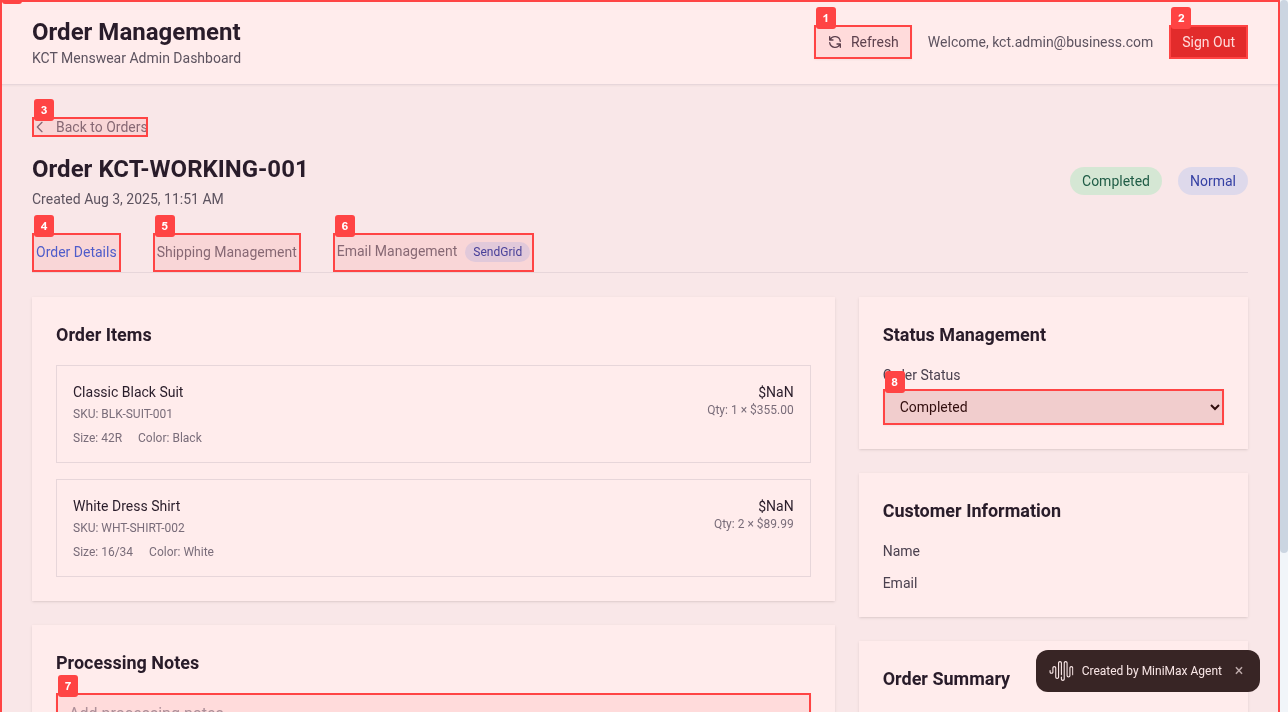 Order Management
KCT Menswear Admin Dashboard
1
Refresh
Welcome, kct.admin@business.com
2
Sign Out
3
Back to Orders
Order KCT-WORKING-001
Created Aug 3, 2025, 11:51 AM
Completed
Normal
4
Order Details
5
Shipping Management
6
Email Management SendGrid
Order Items
Classic Black Suit
$NaN
SKU: BLK-SUIT-001
Qty: 1 × $355.00
Size: 42R Color: Black
White Dress Shirt
$NaN
SKU: WHT-SHIRT-002
Qty: 2 × $89.99
Size: 16/34 Color: White
Processing Notes
7
Add processing notes
Status Management
Order Status
8
Completed
Customer Information
Name
Email
Order Summary
Created by MiniMax Agent ×